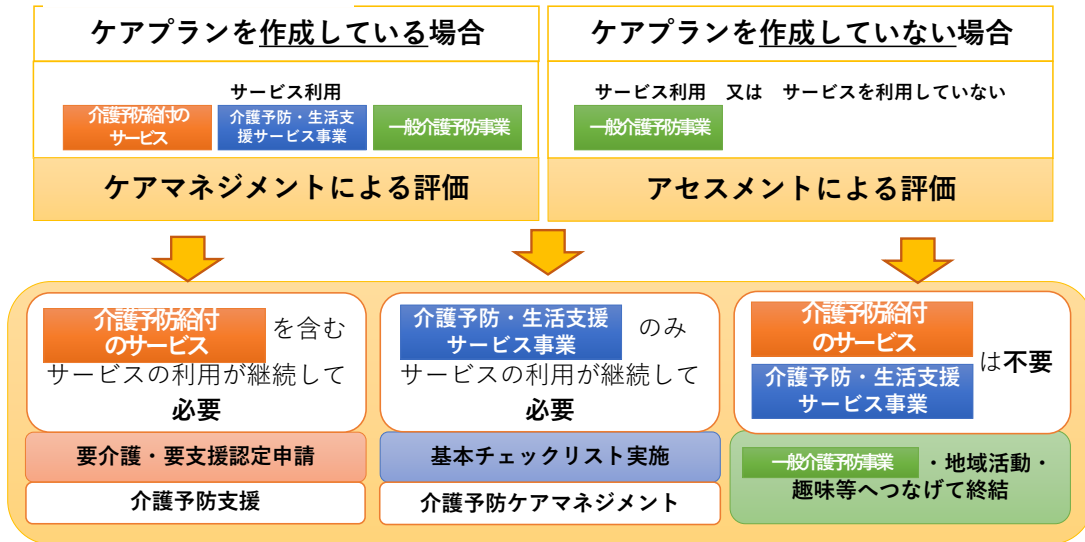 ケアプランを作成している場合
サービス利用
介護予防給付の
サービス
介護予防・生活支
援サービス事業
一般介護予防事業
ケアマネジメントによる評価
ケアプランを作成していない場合
サービス利用　又は　サービスを利用していない
一般介護予防事業
アセスメントによる評価
介護予防給付
のサービス
を含む
サービスの利用が継続して
必要
要介護・要支援認定申請
介護予防支援
介護予防・生活支援
サービス事業
のみ
サービスの利用が継続して
必要
基本チェックリスト実施
介護予防ケアマネジメント
介護予防給付
のサービス
介護予防・生活支援
サービス事業
は不要
一般介護予防事業 ・地域活動・
趣味等へつなげて終結